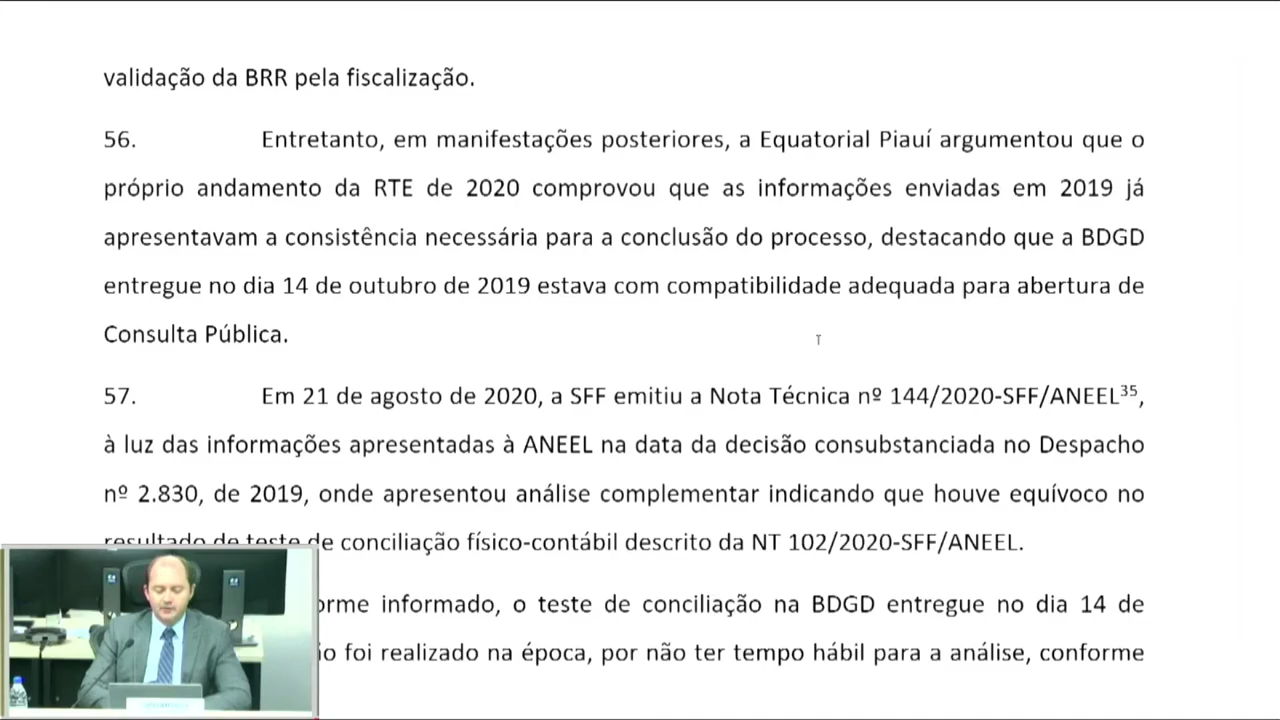 validação da BRR pela fiscalização.
56. Entretanto, em manifestações posteriores, a Equatorial Piauí argumentou que o
próprio andamento da RTE de 2020 comprovou que as informações enviadas em 2019 já
apresentavam a consistência necessária para a conclusão do processo, destacando que a BDGD
entregue no dia 14 de outubro de 2019 estava com compatibilidade adequada para abertura de
Consulta Pública.
57. Em 21 de agosto de 2020, a SFF emitiu a Nota Técnica nº 144/2020-SFF/ANEEL³⁵,
à luz das informações apresentadas à ANEEL na data da decisão consubstanciada no Despacho
nº 2.830, de 2019, onde apresentou análise complementar indicando que houve equívoco no
resultado de teste de conciliação físico-contábil descrito da NT 102/2020-SFF/ANEEL.
orme informado, o teste de conciliação na BDGD entregue no dia 14 de
io foi realizado na época, por não ter tempo hábil para a análise, conforme